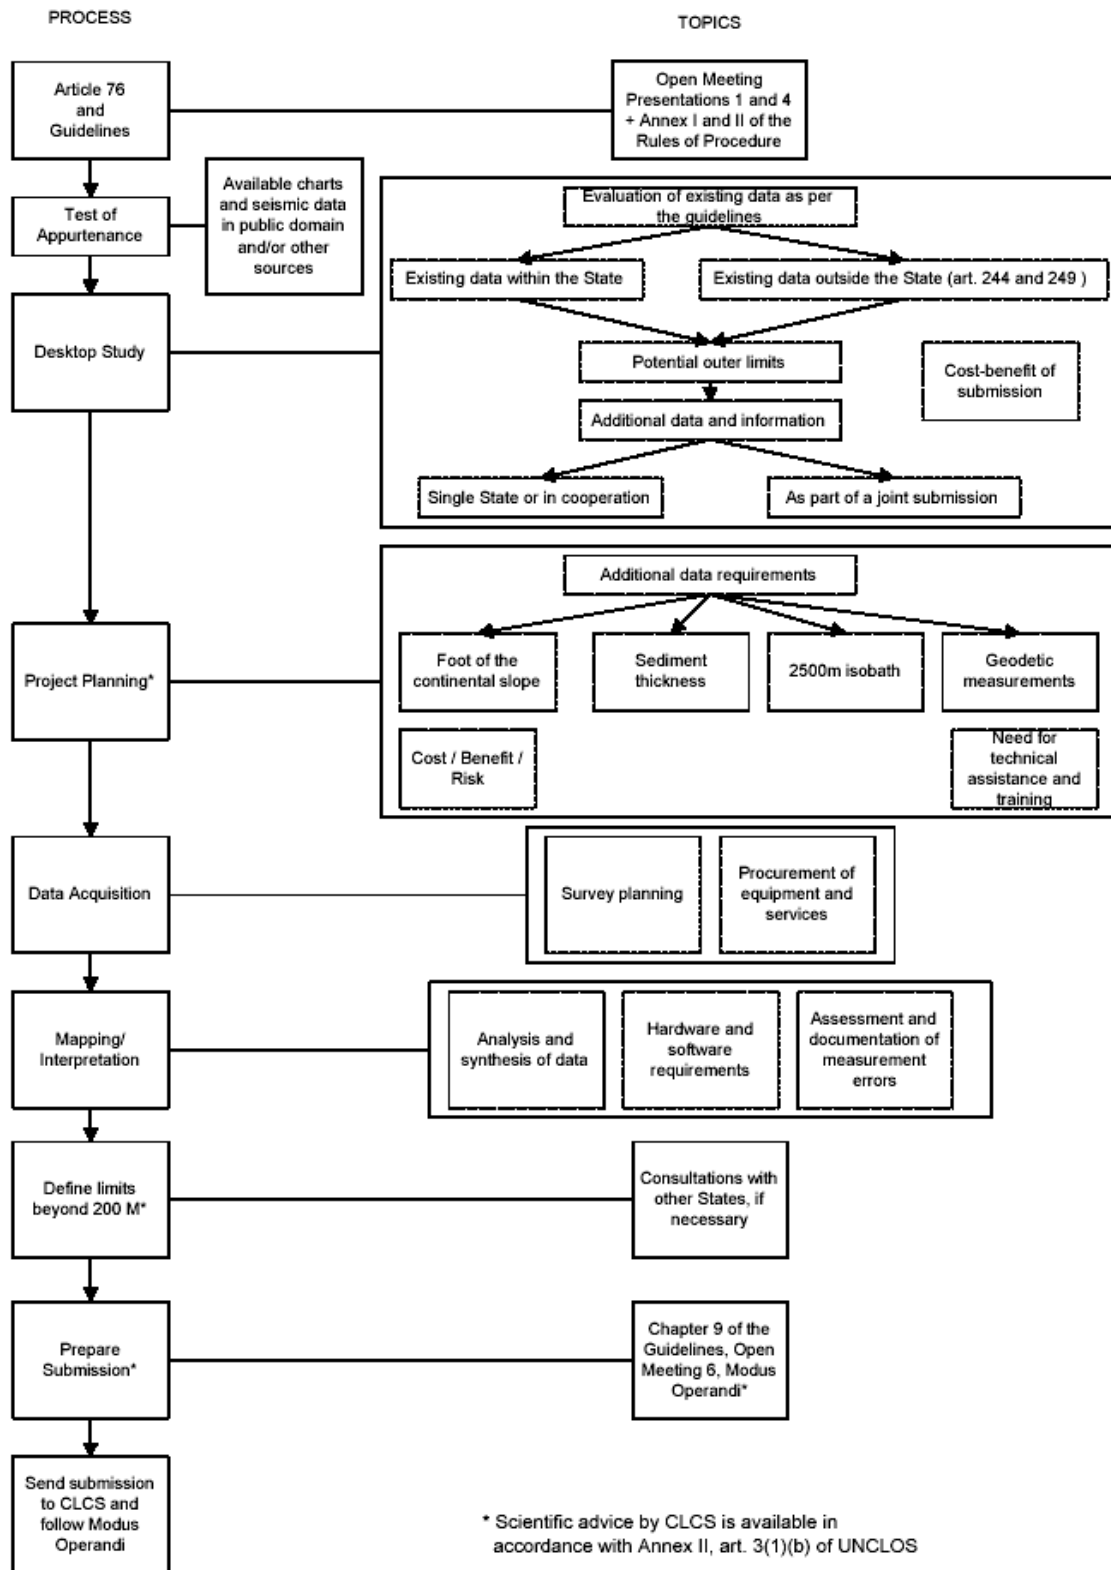 PROCESS
TOPICS
Article 76
and
Guidelines
Open Meeting
Presentations 1 and 4
+ Annex I and II of the
Rules of Procedure
Test of
Appurtenance
Available charts
and seismic data
in public domain
and/or other
sources
Desktop Study
Evaluation of existing data as per
the guidelines
Existing data within the State
Existing data outside the State (art. 244 and 249 )
Potential outer limits
Cost-benefit of
submission
Additional data and information
Single State or in cooperation
As part of a joint submission
Project Planning*
Additional data requirements
Foot of the
continental slope
Sediment
thickness
2500m isobath
Geodetic
measurements
Cost / Benefit /
Risk
Need for
technical
assistance and
training
Data Acquisition
Survey planning
Procurement of
equipment and
services
Mapping/
Interpretation
Analysis and
synthesis of data
Hardware and
software
requirements
Assessment and
documentation of
measurement
errors
Define limits
beyond 200 M*
Consultations with
other States, if
necessary
Prepare
Submission*
Chapter 9 of the
Guidelines, Open
Meeting 6, Modus
Operandi*
Send submission
to CLCS and
follow Modus
Operandi
* Scientific advice by CLCS is available in
accordance with Annex II, art. 3(1)(b) of UNCLOS